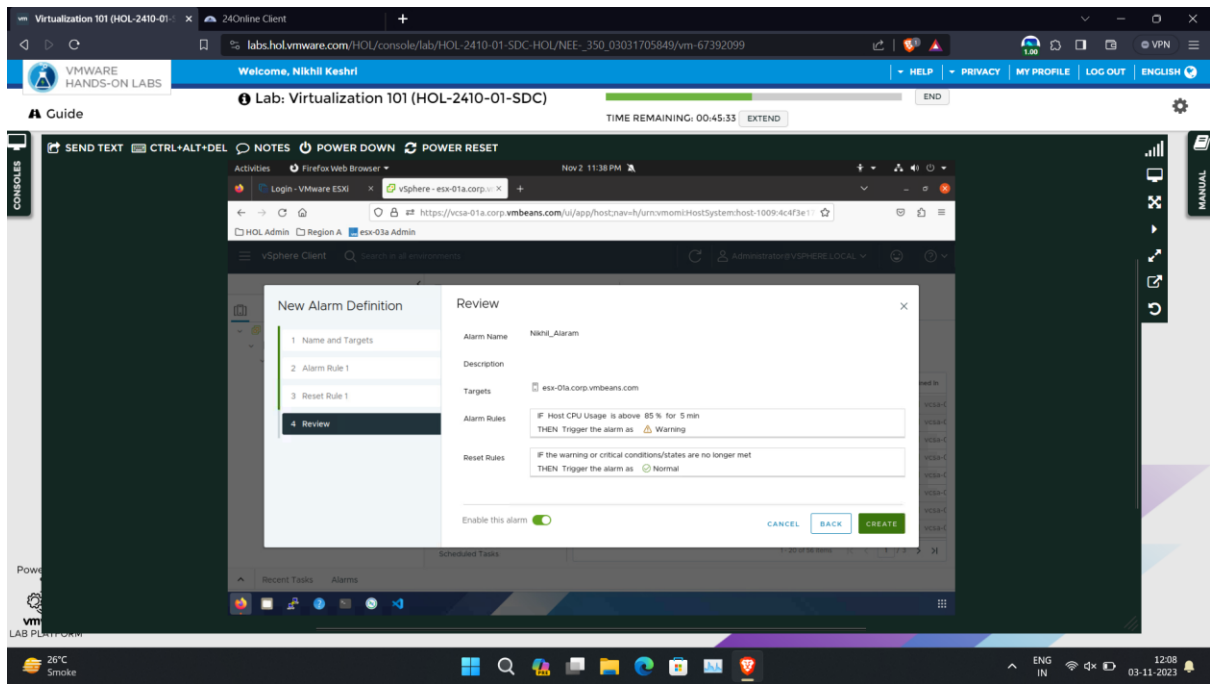 Virtualization 101 (HOL-2410-01-S
24Online Client
labs.hol.vmware.com/HOL/console/lab/HOL-2410-01-SDC-HOL/NEE-_350_03031705849/vm-67392099
1.00
VPN
VMWARE
HANDS-ON LABS
Welcome, Nikhil Keshri
HELP
PRIVACY
MY PROFILE
LOG OUT
ENGLISH
Guide
Lab: Virtualization 101 (HOL-2410-01-SDC)
END
TIME REMAINING: 00:45:33 EXTEND
CONSOLES
SEND TEXT CTRL+ALT+DEL NOTES POWER DOWN POWER RESET
MANUAL
Activities Firefox Web Browser Nov 2 11:38 PM
Login - VMware ESXi
vSphere - esx-01a.corp.v
https://vcsa-01a.corp.vmbeans.com/ui/app/host;nav=h/urn:vmomi:HostSystem:host-1009:4c4f3e1
HOL Admin Region A esx-03a Admin
vSphere Client Search in all environments Administrator@VSPHERE.LOCAL
New Alarm Definition
1 Name and Targets
2 Alarm Rule 1
3 Reset Rule 1
4 Review
Review
Alarm Name Nikhil_Alaram
Description
Targets esx-01a.corp.vmbeans.com
Alarm Rules IF Host CPU Usage is above 85 % for 5 min
THEN Trigger the alarm as Warning
Reset Rules IF the warning or critical conditions/states are no longer met
THEN Trigger the alarm as Normal
Enable this alarm
CANCEL BACK CREATE
Scheduled Tasks
Recent Tasks Alarms
LAB PLATFORM
26°C
Smoke
ENG
IN
12:08
03-11-2023